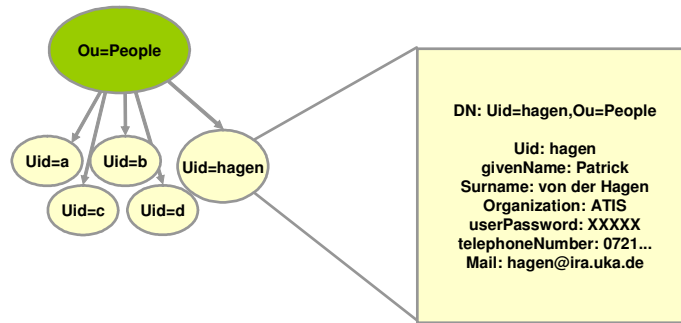 Ou=People
Uid=a
Uid=b
Uid=hagen
Uid=c
Uid=d
DN: Uid=hagen,Ou=People
Uid: hagen
givenName: Patrick
Surname: von der Hagen
Organization: ATIS
userPassword: XXXXX
telephoneNumber: 0721...
Mail: hagen@ira.uka.de